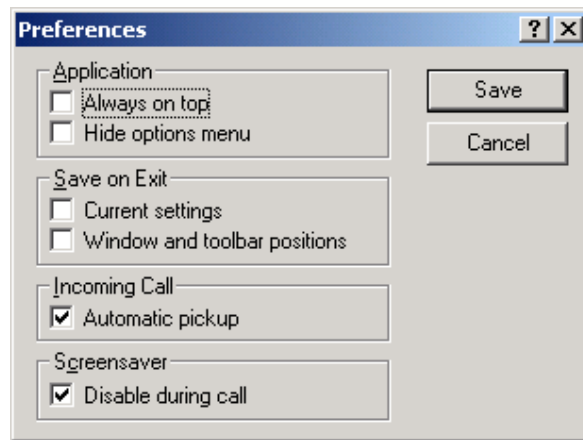 Preferences
Application
Always on top
Hide options menu
Save on Exit
Current settings
Window and toolbar positions
Incoming Call
Automatic pickup
Screensaver
Disable during call
Save
Cancel